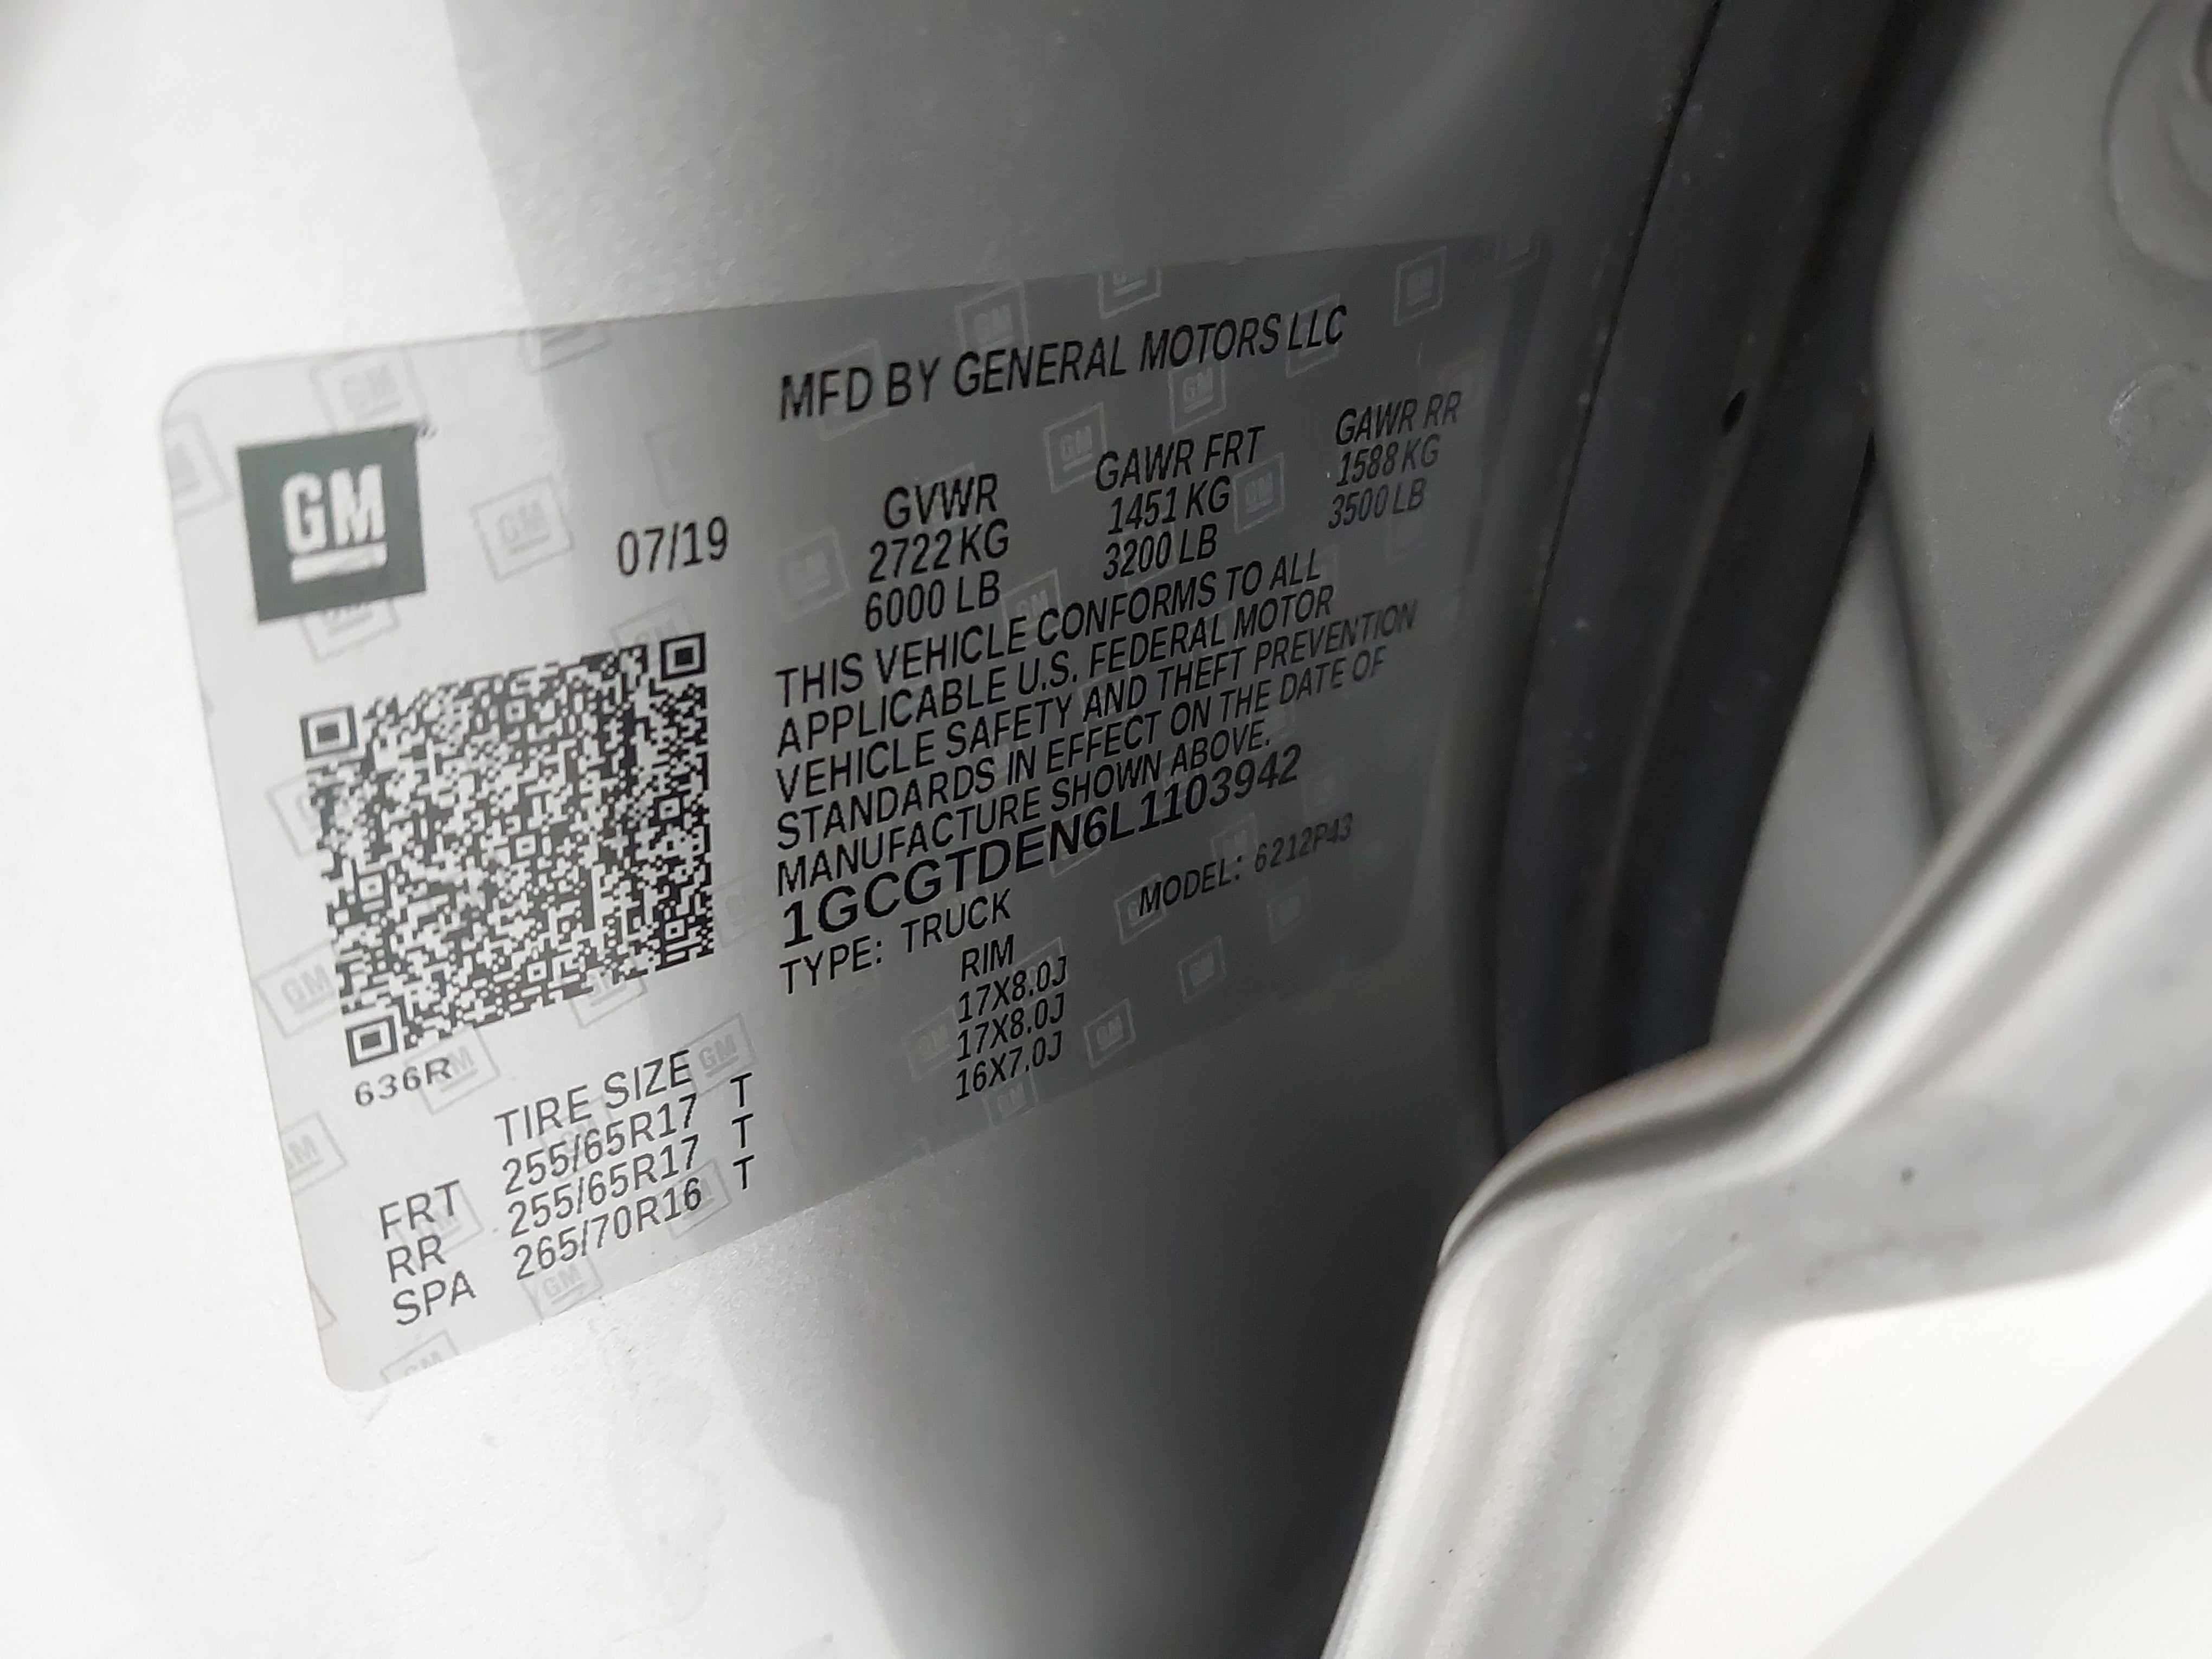 MFD BY GENERAL MOTORS LLC
GM
07/19
GVWR GAWR FRT GAWR RR
2722 KG 1451 KG 1588 KG
6000 LB 3200 LB 3500 LB
THIS VEHICLE CONFORMS TO ALL
APPLICABLE U.S. FEDERAL MOTOR
VEHICLE SAFETY AND THEFT PREVENTION
STANDARDS IN EFFECT ON THE DATE OF
MANUFACTURE SHOWN ABOVE.
1GCGTDEN6L1103942
TYPE: TRUCK MODEL: 6212P43
636R
TIRE SIZE RIM
FRT 255/65R17 T 17X8.0J
RR 255/65R17 T 17X8.0J
SPA 265/70R16 T 16X7.0J